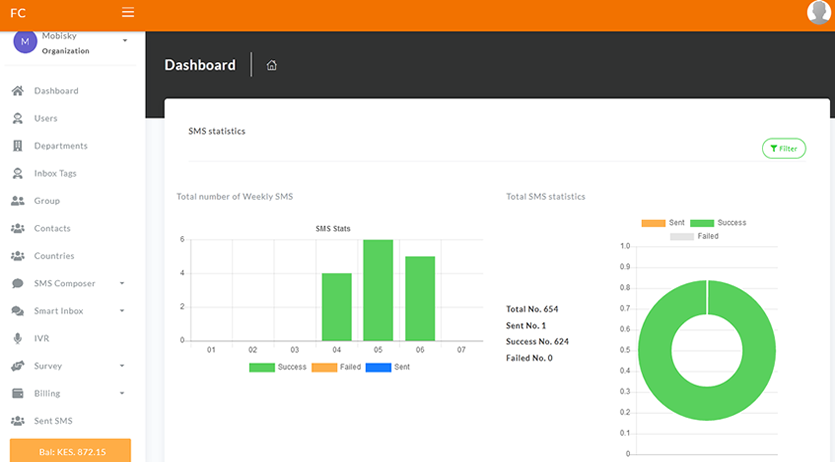 FC
M
Mobisky
Organization
Dashboard
Users
Departments
Inbox Tags
Group
Contacts
Countries
SMS Composer
Smart Inbox
IVR
Survey
Billing
Sent SMS
Bal: KES. 872.15
Dashboard
SMS statistics
Filter
Total number of Weekly SMS
SMS Stats
6
4
2
0
01 02 03 04 05 06 07
Success Failed Sent
Total SMS statistics
Total No. 654
Sent No. 1
Success No. 624
Failed No. 0
Sent Success
Failed
1.0
0.9
0.8
0.7
0.6
0.5
0.4
0.3
0.2
0.1
0